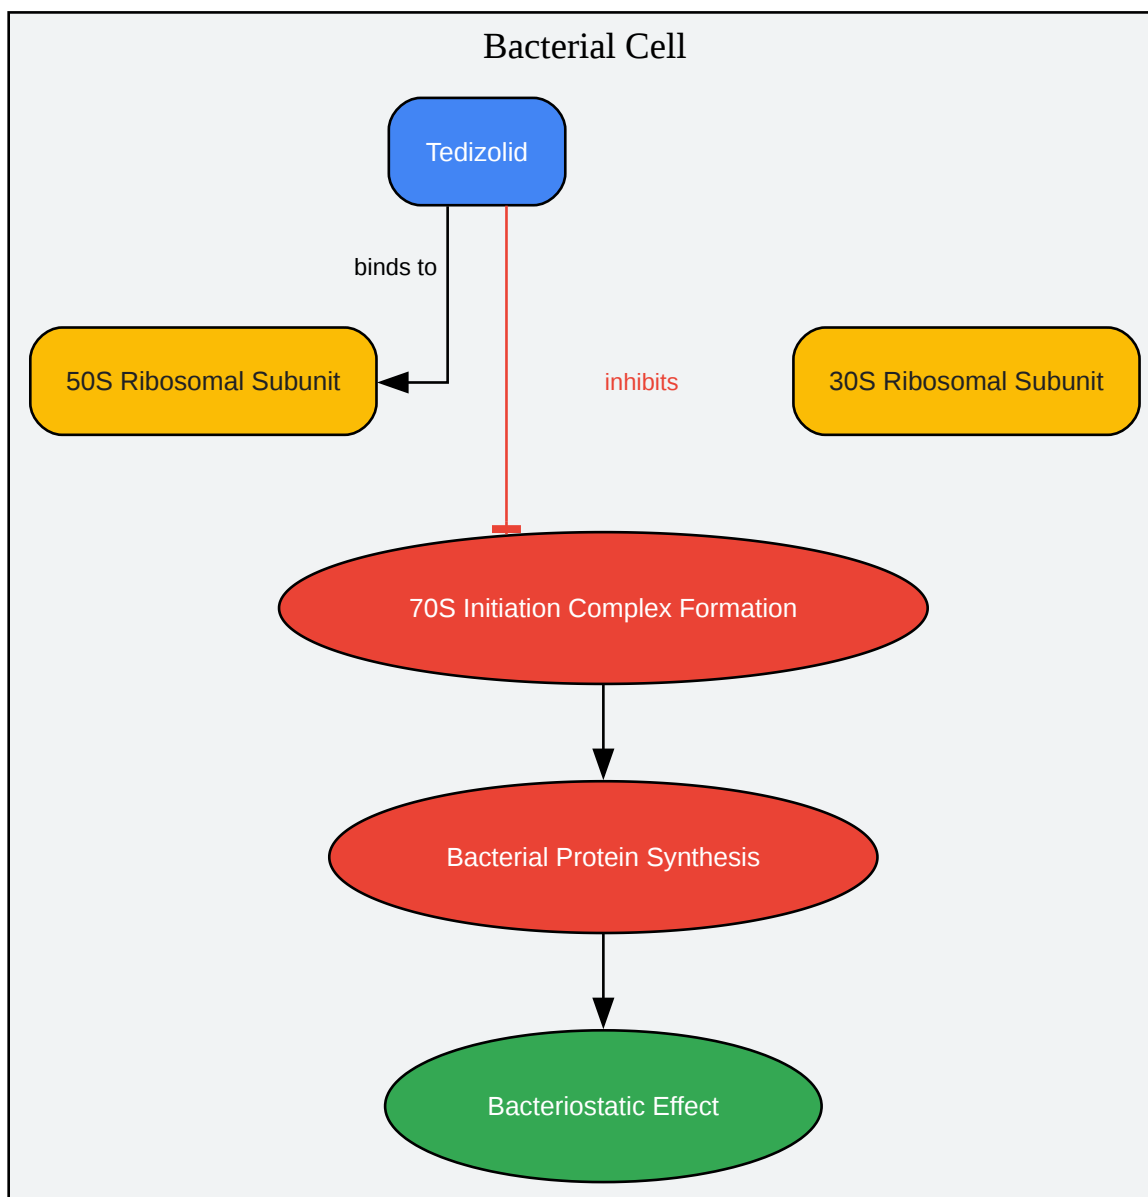 Bacterial Cell
Tedizolid
binds to
50S Ribosomal Subunit
inhibits
30S Ribosomal Subunit
70S Initiation Complex Formation
Bacterial Protein Synthesis
Bacteriostatic Effect